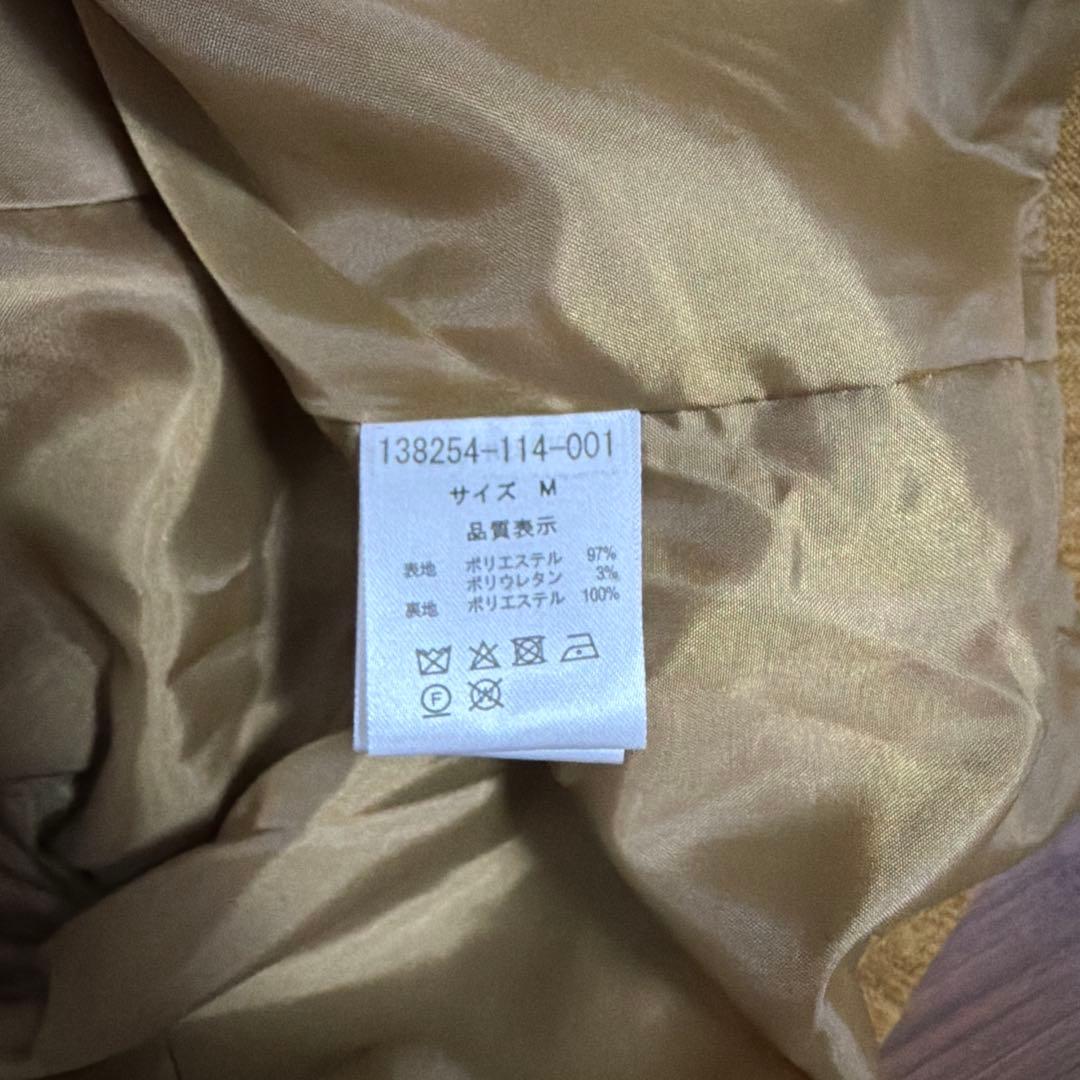 138254-114-001
サイズ M
品質表示
表地 ポリエステル 97%
ポリウレタン 3%
裏地 ポリエステル 100%
F
W